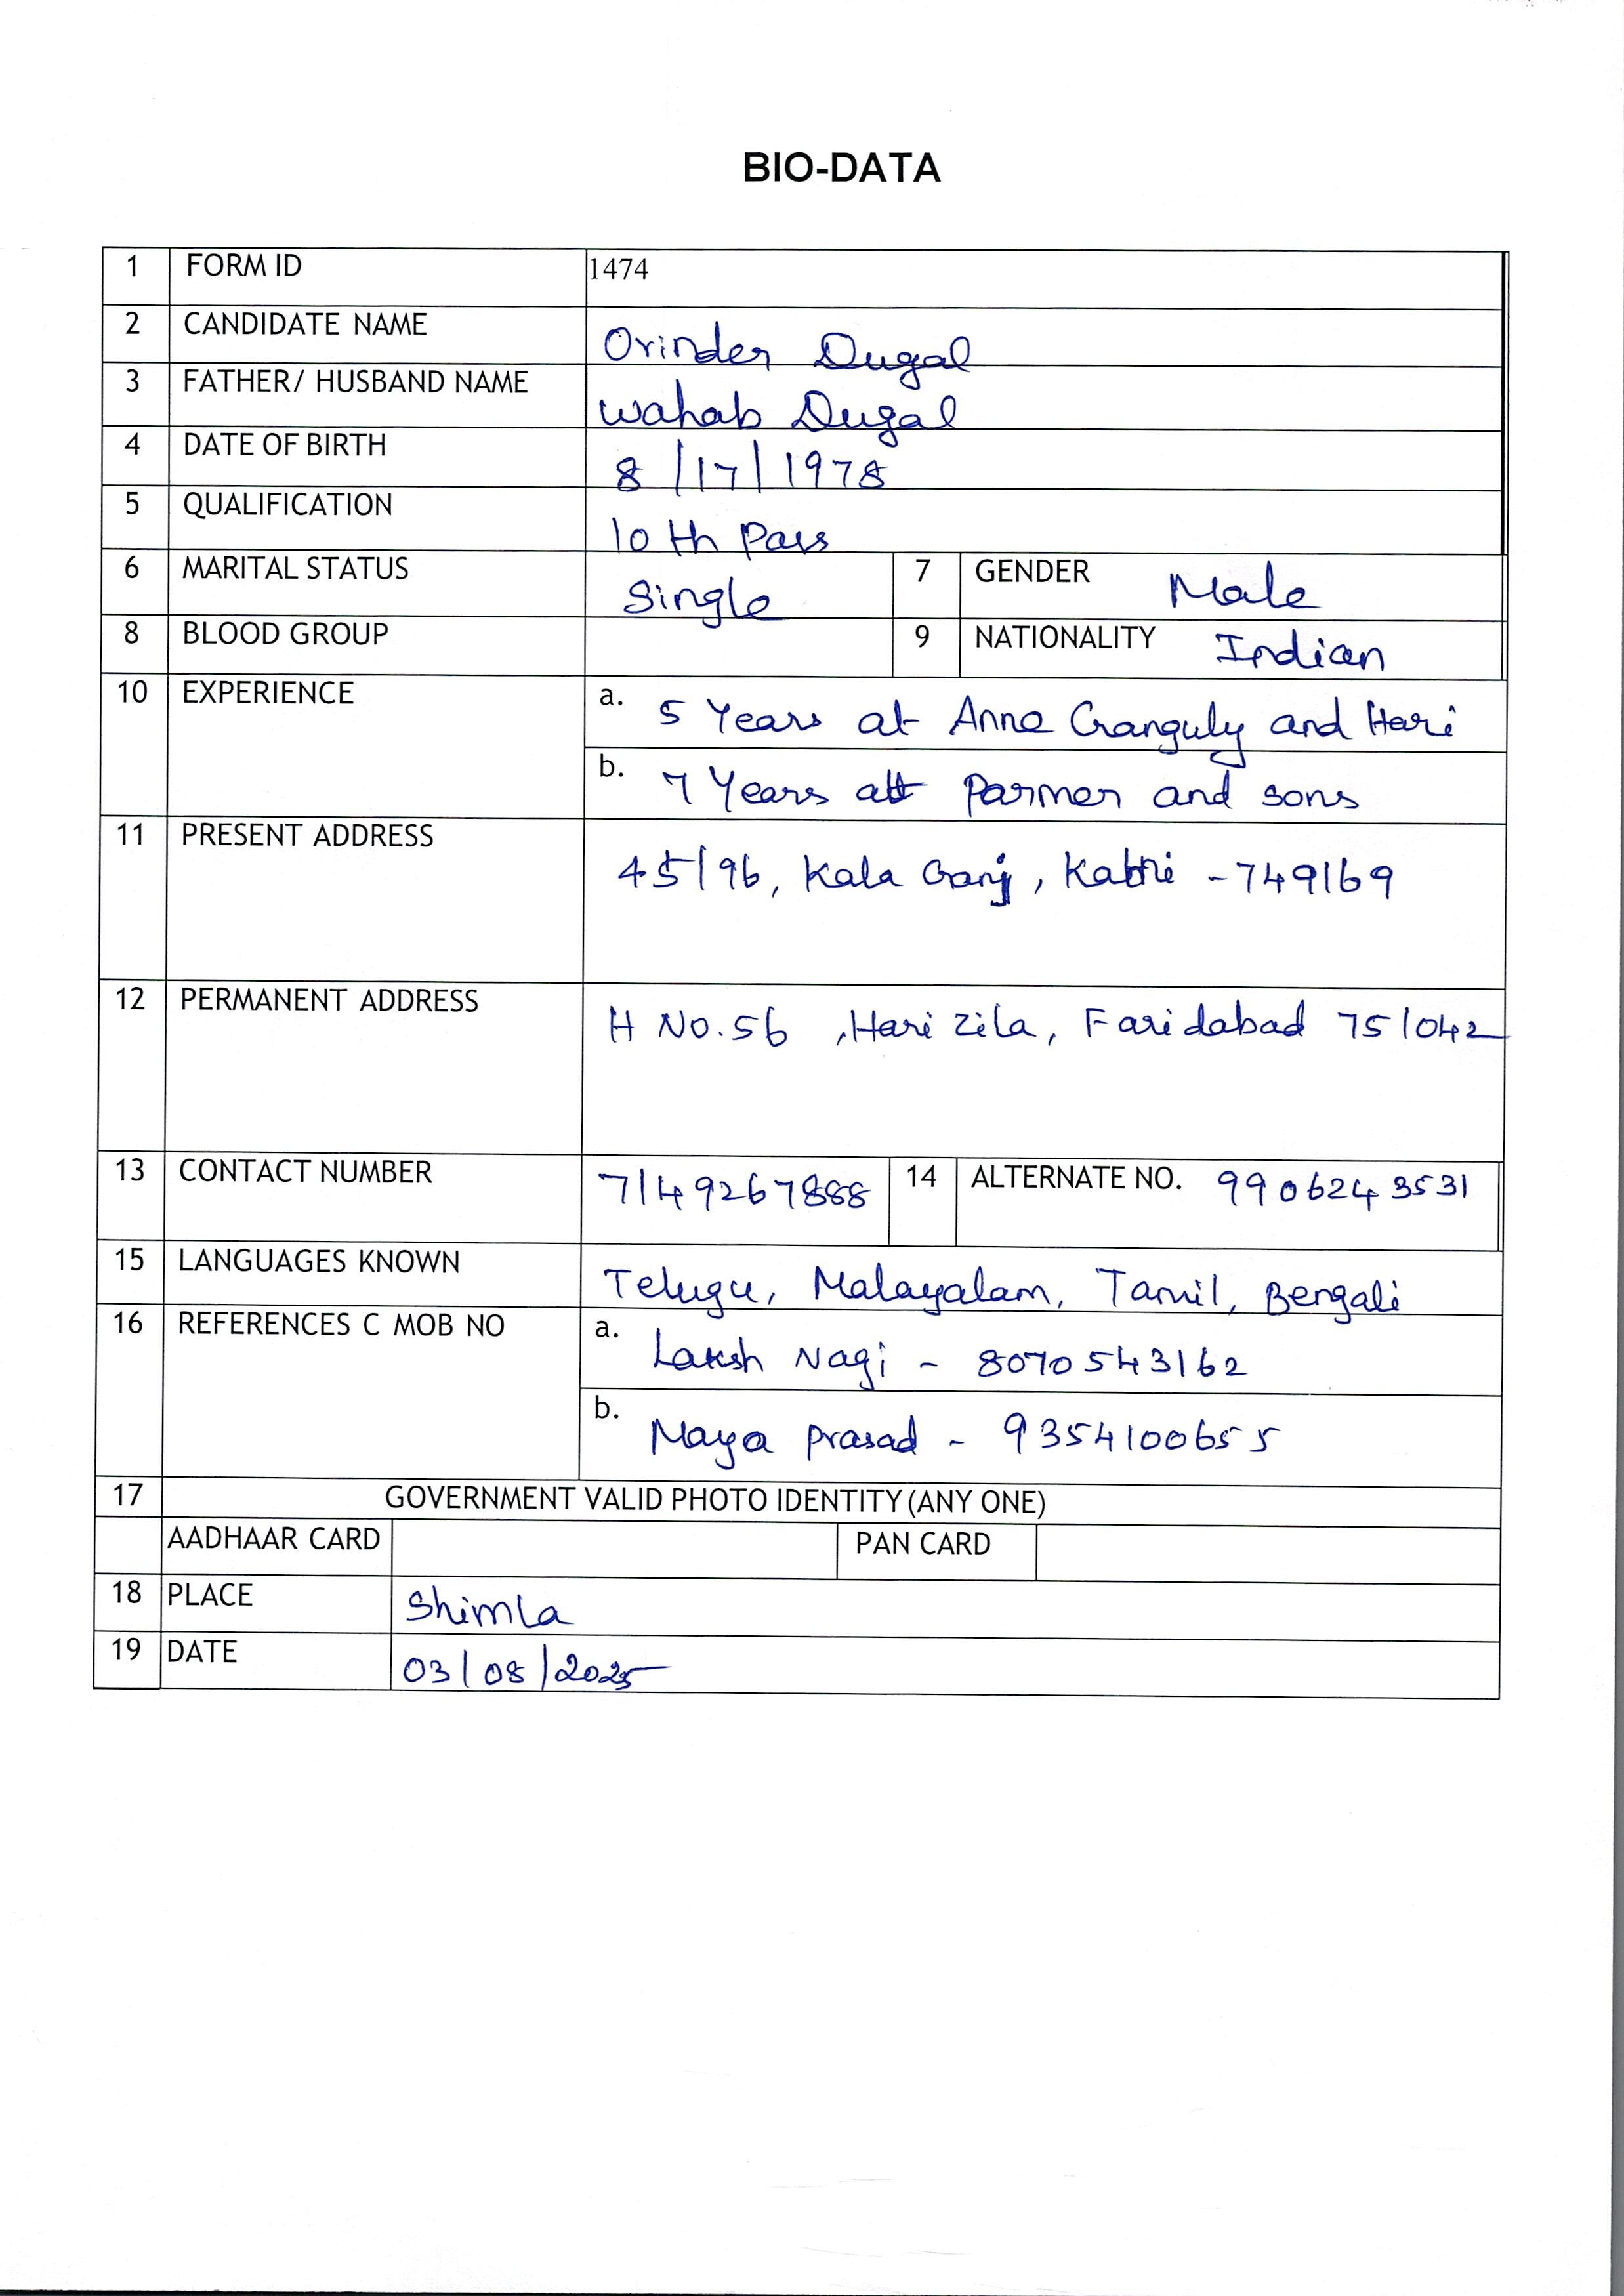 BIO-DATA
1 FORM ID 1474
2 CANDIDATE NAME Orinder Dugal
3 FATHER/ HUSBAND NAME Wahab Dugal
4 DATE OF BIRTH 8/17/1978
5 QUALIFICATION 10th Pass
6 MARITAL STATUS Single 7 GENDER Male
8 BLOOD GROUP 9 NATIONALITY Indian
10 EXPERIENCE a. 5 Years at Anne Ganguly and Hari
b. 7 Years at Parmer and sons
11 PRESENT ADDRESS 45/96, Kala Ganj, Katni - 749169
12 PERMANENT ADDRESS H No. 56, Hari Zila, Faridabad 751042
13 CONTACT NUMBER 7149267888 14 ALTERNATE NO. 9906243531
15 LANGUAGES KNOWN Telugu, Malayalam, Tamil, Bengali
16 REFERENCES C MOB NO a. Laksh Nagi - 8070543162
b. Maya Prasad - 9354100655
17 GOVERNMENT VALID PHOTO IDENTITY (ANY ONE)
AADHAAR CARD PAN CARD
18 PLACE Shimla
19 DATE 03/08/2025